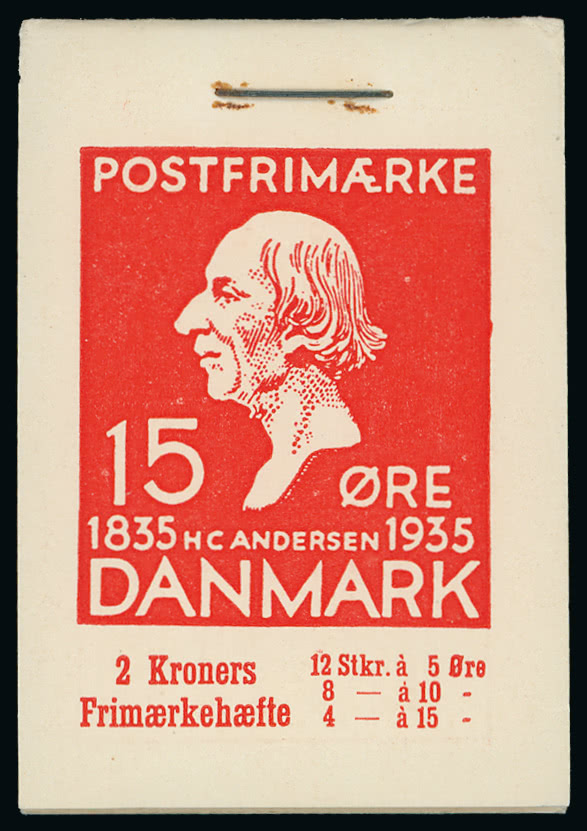 POSTFRIMÆRKE
15 ØRE
1835 HC ANDERSEN 1935
DANMARK
2 Kroners
Frimærkehæfte
12 Stkr. à 5 Øre
8 — à 10 -
4 — à 15 -